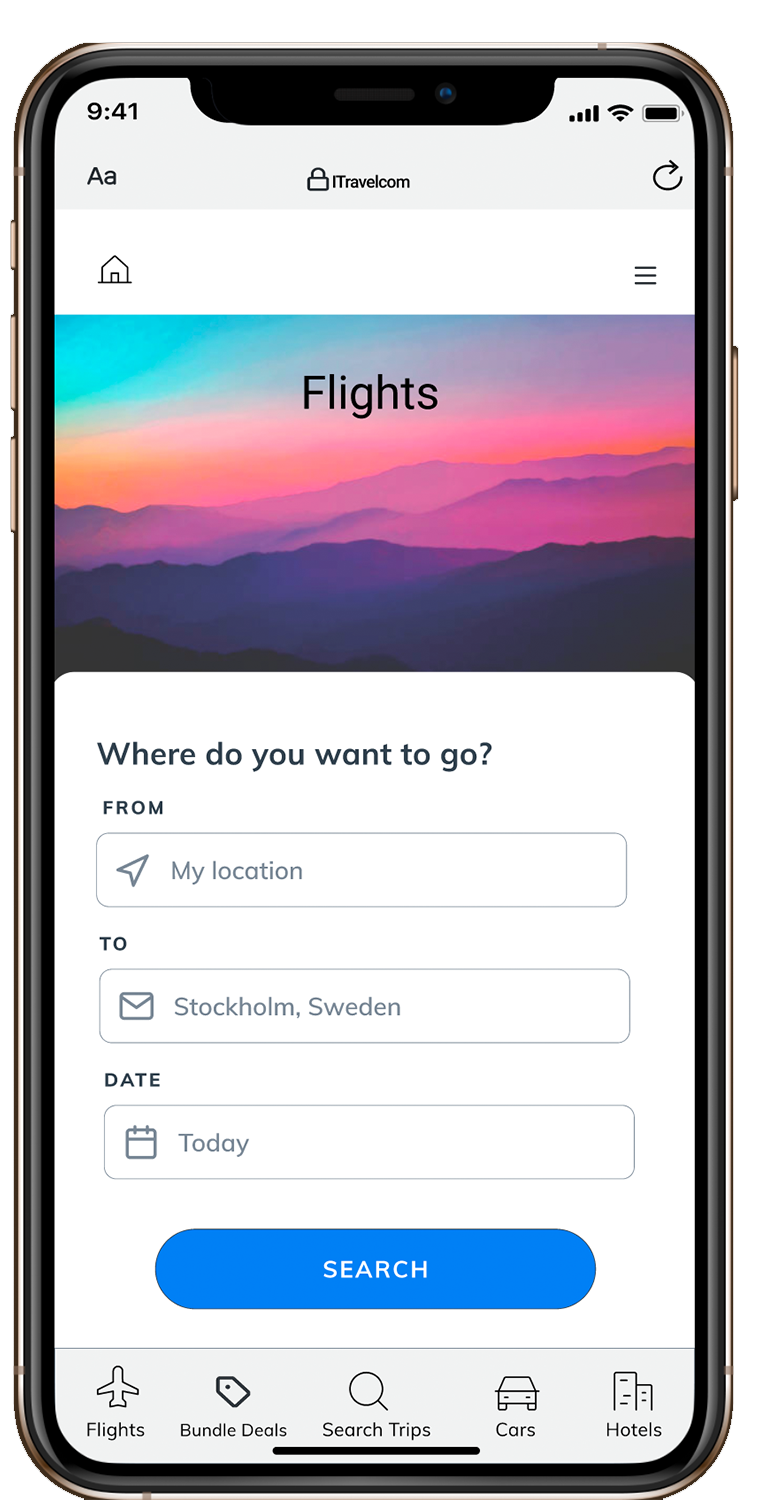 9:41
Aa
ITravelcom
Flights
Where do you want to go?
FROM
My location
TO
Stockholm, Sweden
DATE
Today
SEARCH
Flights Bundle Deals Search Trips Cars Hotels